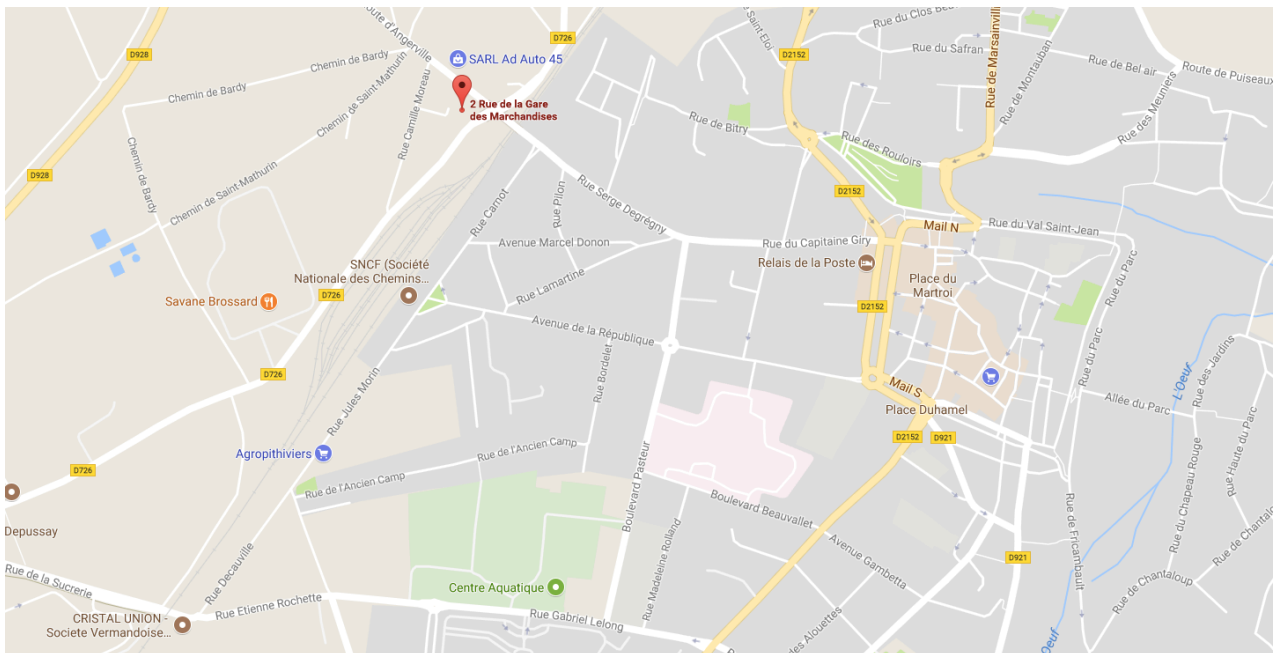 Route d'Angerville
D726
Rue Saint Eloi
D2152
Rue du Clos Beu
Rue du Safran
Rue de Marsainvilli
Rue de Montauban
Rue de Bel air
Route de Puiseaux
D928
Chemin de Bardy
SARL Ad Auto 45
Chemin de Bardy
Chemin de Saint-Mathurin
Rue Camille Moreau
2 Rue de la Gare
des Marchandises
Rue de Bitry
Rue des Rouloirs
Rue des Meuniers
D928
Chemin de Bardy
Chemin de Saint-Mathurin
Rue Carnot
Rue Pilon
Rue Serge Degrégny
D2152
Mail N
Rue du Val Saint-Jean
Avenue Marcel Donon
Rue du Capitaine Giry
SNCF (Société
Nationale des Chemins...
Relais de la Poste
Place du
Martroi
Rue du Parc
Rue Lamartine
Savane Brossard
D726
D2152
Avenue de la République
D726
Rue Bordelet
Rue du Parc
L'Oeuf
Rue des Jardins
Mail S
Rue Jules Morin
Place Duhamel
Allée du Parc
D2152
D921
Agropithiviers
Rue de l'Ancien Camp
D726
Rue de l'Ancien Camp
Boulevard Pasteur
Boulevard Beauvallet
Rue du Chapeau Rouge
Rue Haute du Parc
Depussay
Rue Madeleine Rolland
Avenue Gambetta
Rue de Fricambault
Rue de Chantalou
D921
Rue Decauville
Rue de la Sucrerie
Centre Aquatique
Rue de Chantaloup
Rue Etienne Rochette
Rue Gabriel Lelong
CRISTAL UNION -
Societe Vermandoise...
des Alouettes
Oeuf